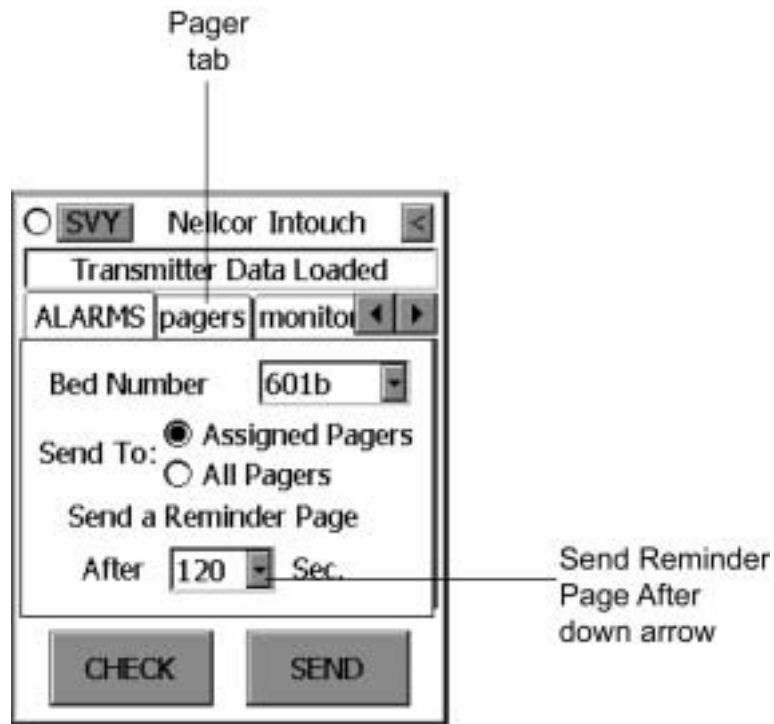 Pager
tab
SVY Nellcor Intouch <
Transmitter Data Loaded
ALARMS pagers monitor
Bed Number 601b
Send To: Assigned Pagers
All Pagers
Send a Reminder Page
After 120 Sec.
Send Reminder
Page After
down arrow
CHECK SEND